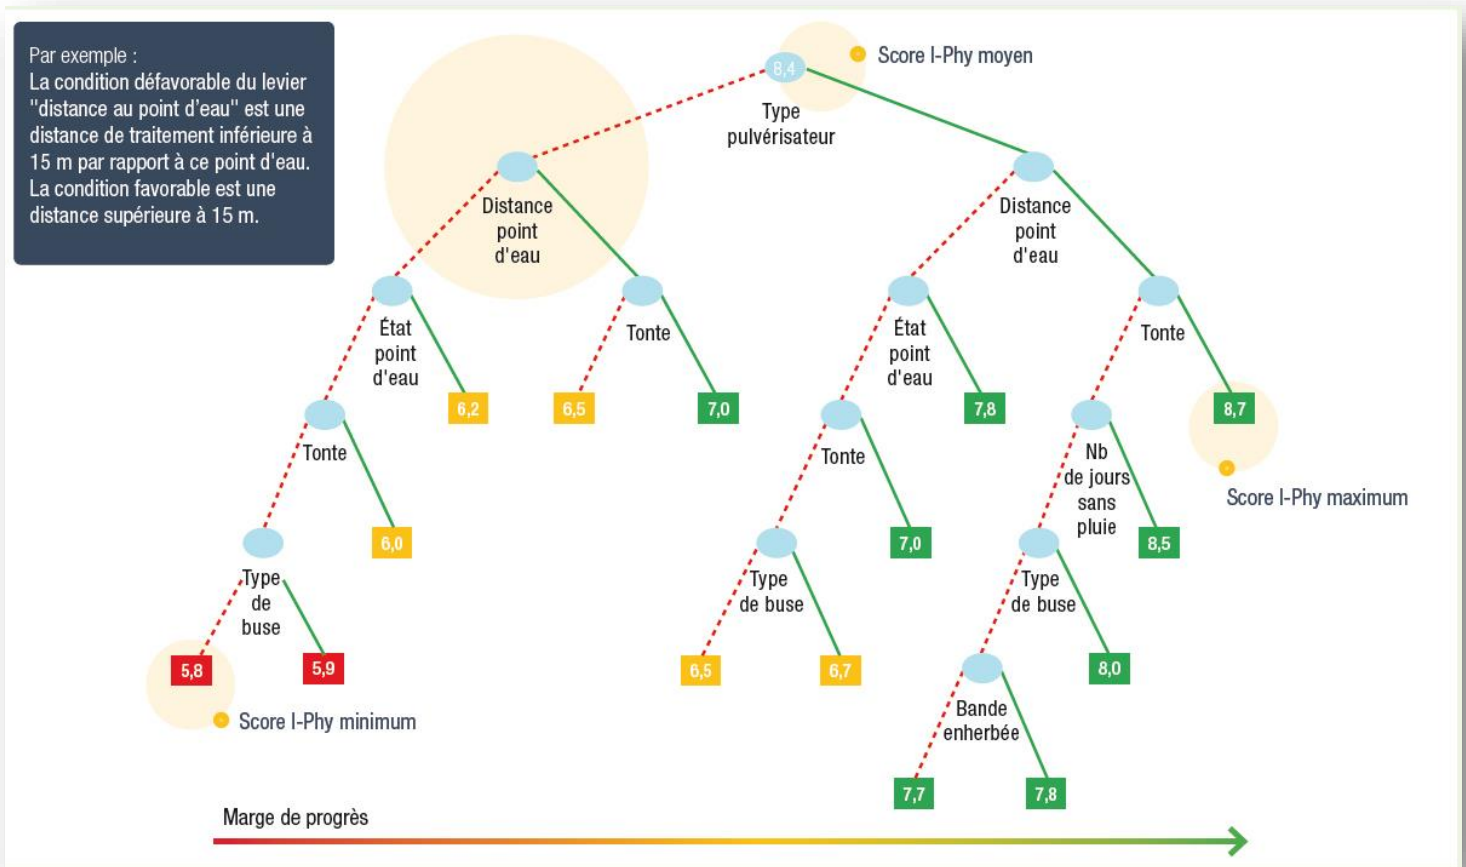 Par exemple :
La condition défavorable du levier
"distance au point d'eau" est une
distance de traitement inférieure à
15 m par rapport à ce point d'eau.
La condition favorable est une
distance supérieure à 15 m.
8,4
Score I-Phy moyen
Type
pulvérisateur
Distance
point
d'eau
Distance
point
d'eau
État
point
d'eau
Tonte
État
point
d'eau
Tonte
6,2
6,5
7,0
7,8
8,7
Tonte
Tonte
Nb
de jours
sans
pluie
Score I-Phy maximum
6,0
7,0
8,5
Type
de
buse
Type
de buse
Type
de buse
5,8
5,9
6,5
6,7
8,0
Score I-Phy minimum
Bande
enherbée
7,7
7,8
Marge de progrès